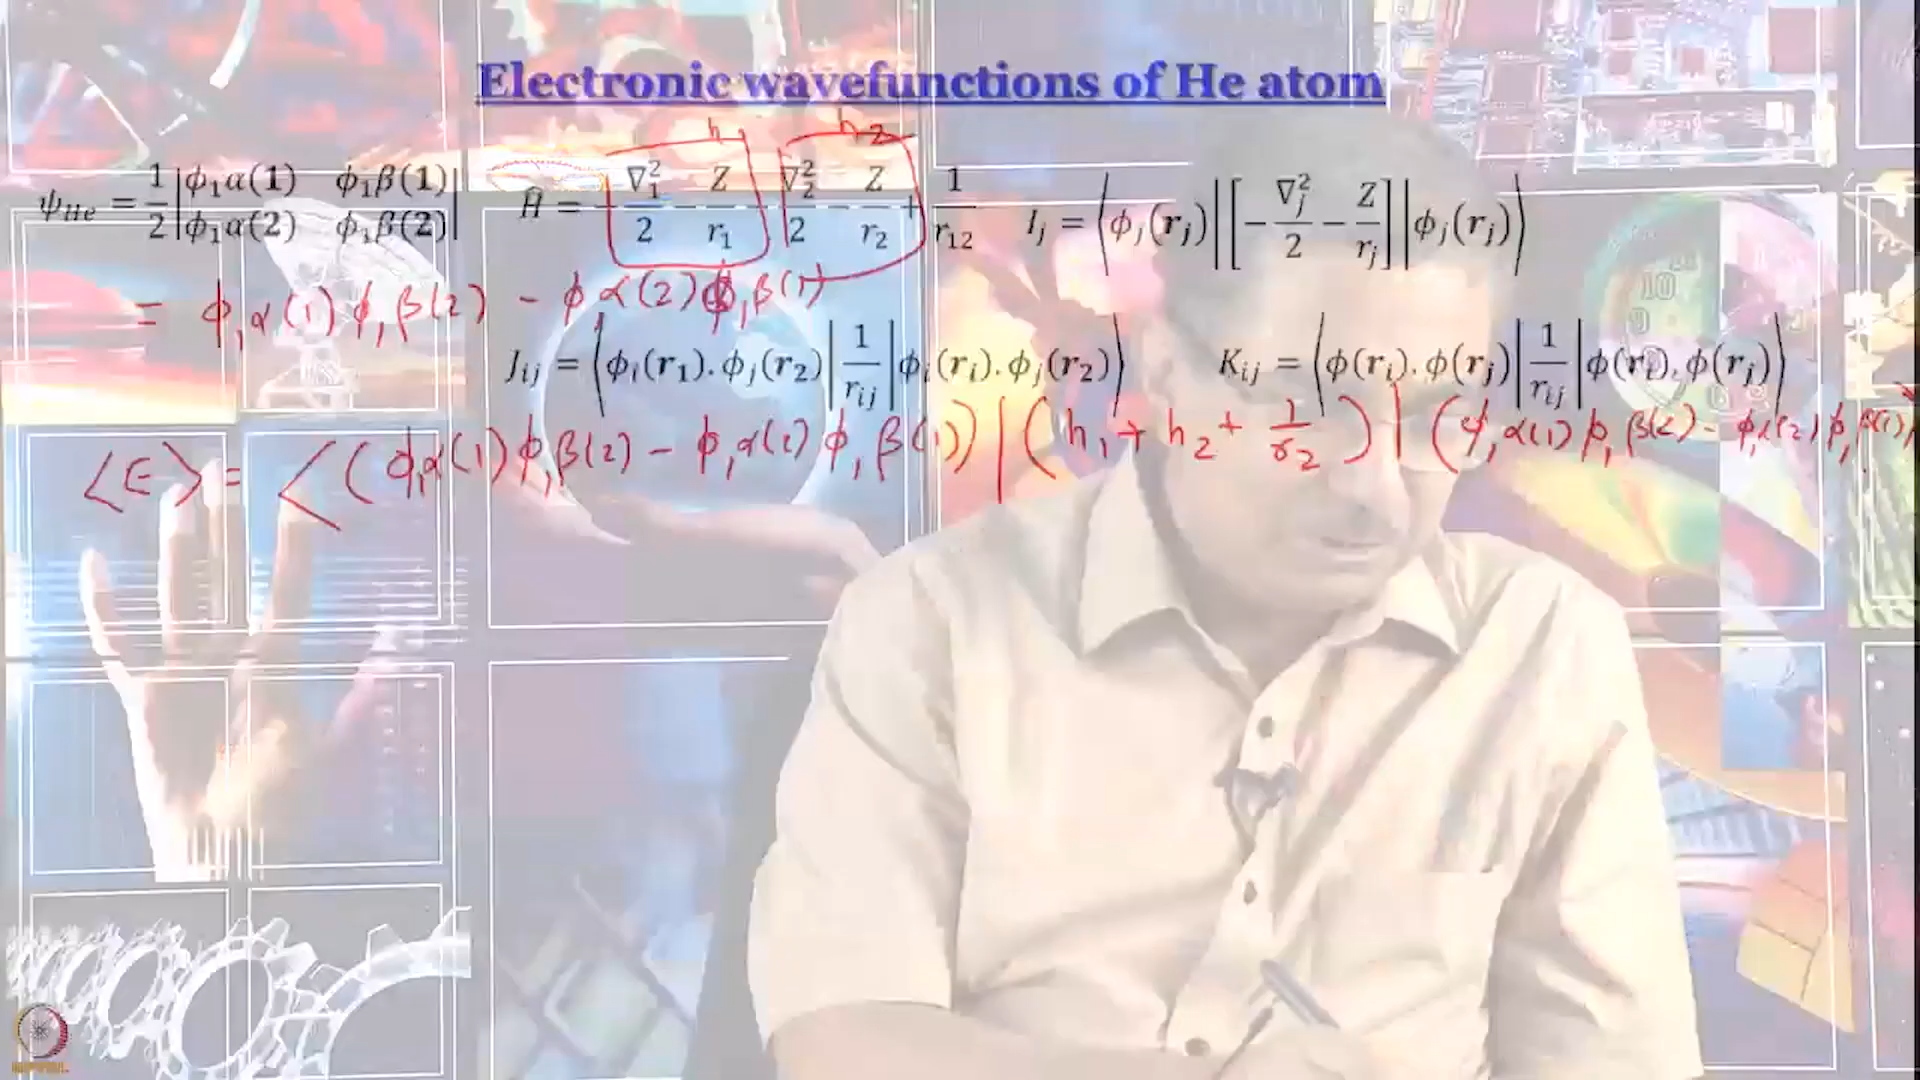 Electronic wavefunctions of He atom
h h2
ψHe = 1/2 |ϕ₁α(1) ϕ₁β(1)| Ĥ = − ∇₁²/2 − Z/r₁ − ∇₂²/2 − Z/r₂ + 1/r₁₂ Iⱼ = ⟨ϕⱼ(rⱼ)|[−∇ⱼ²/2 − Z/rⱼ]|ϕⱼ(rⱼ)⟩
|ϕ₁α(2) ϕ₁β(2)|
= ϕ₁α(1) ϕ₁β(2) - ϕ α(2) ϕ₁β(1)
Jᵢⱼ = ⟨ϕᵢ(r₁).ϕⱼ(r₂)|1/rᵢⱼ|ϕᵢ(rᵢ).ϕⱼ(r₂)⟩ Kᵢⱼ = ⟨ϕ(rᵢ).ϕ(rⱼ)|1/rᵢⱼ|ϕ(rᵢ).ϕ(rⱼ)⟩
⟨E⟩ = ⟨(ϕ₁α(1)ϕ₁β(2) - ϕ₁α(2)ϕ₁β(1))|(h₁ + h₂ + 1/r₂)|(ϕ₁α(1)ϕ₁β(2) - ϕ₁α(2)ϕ₁β(1)